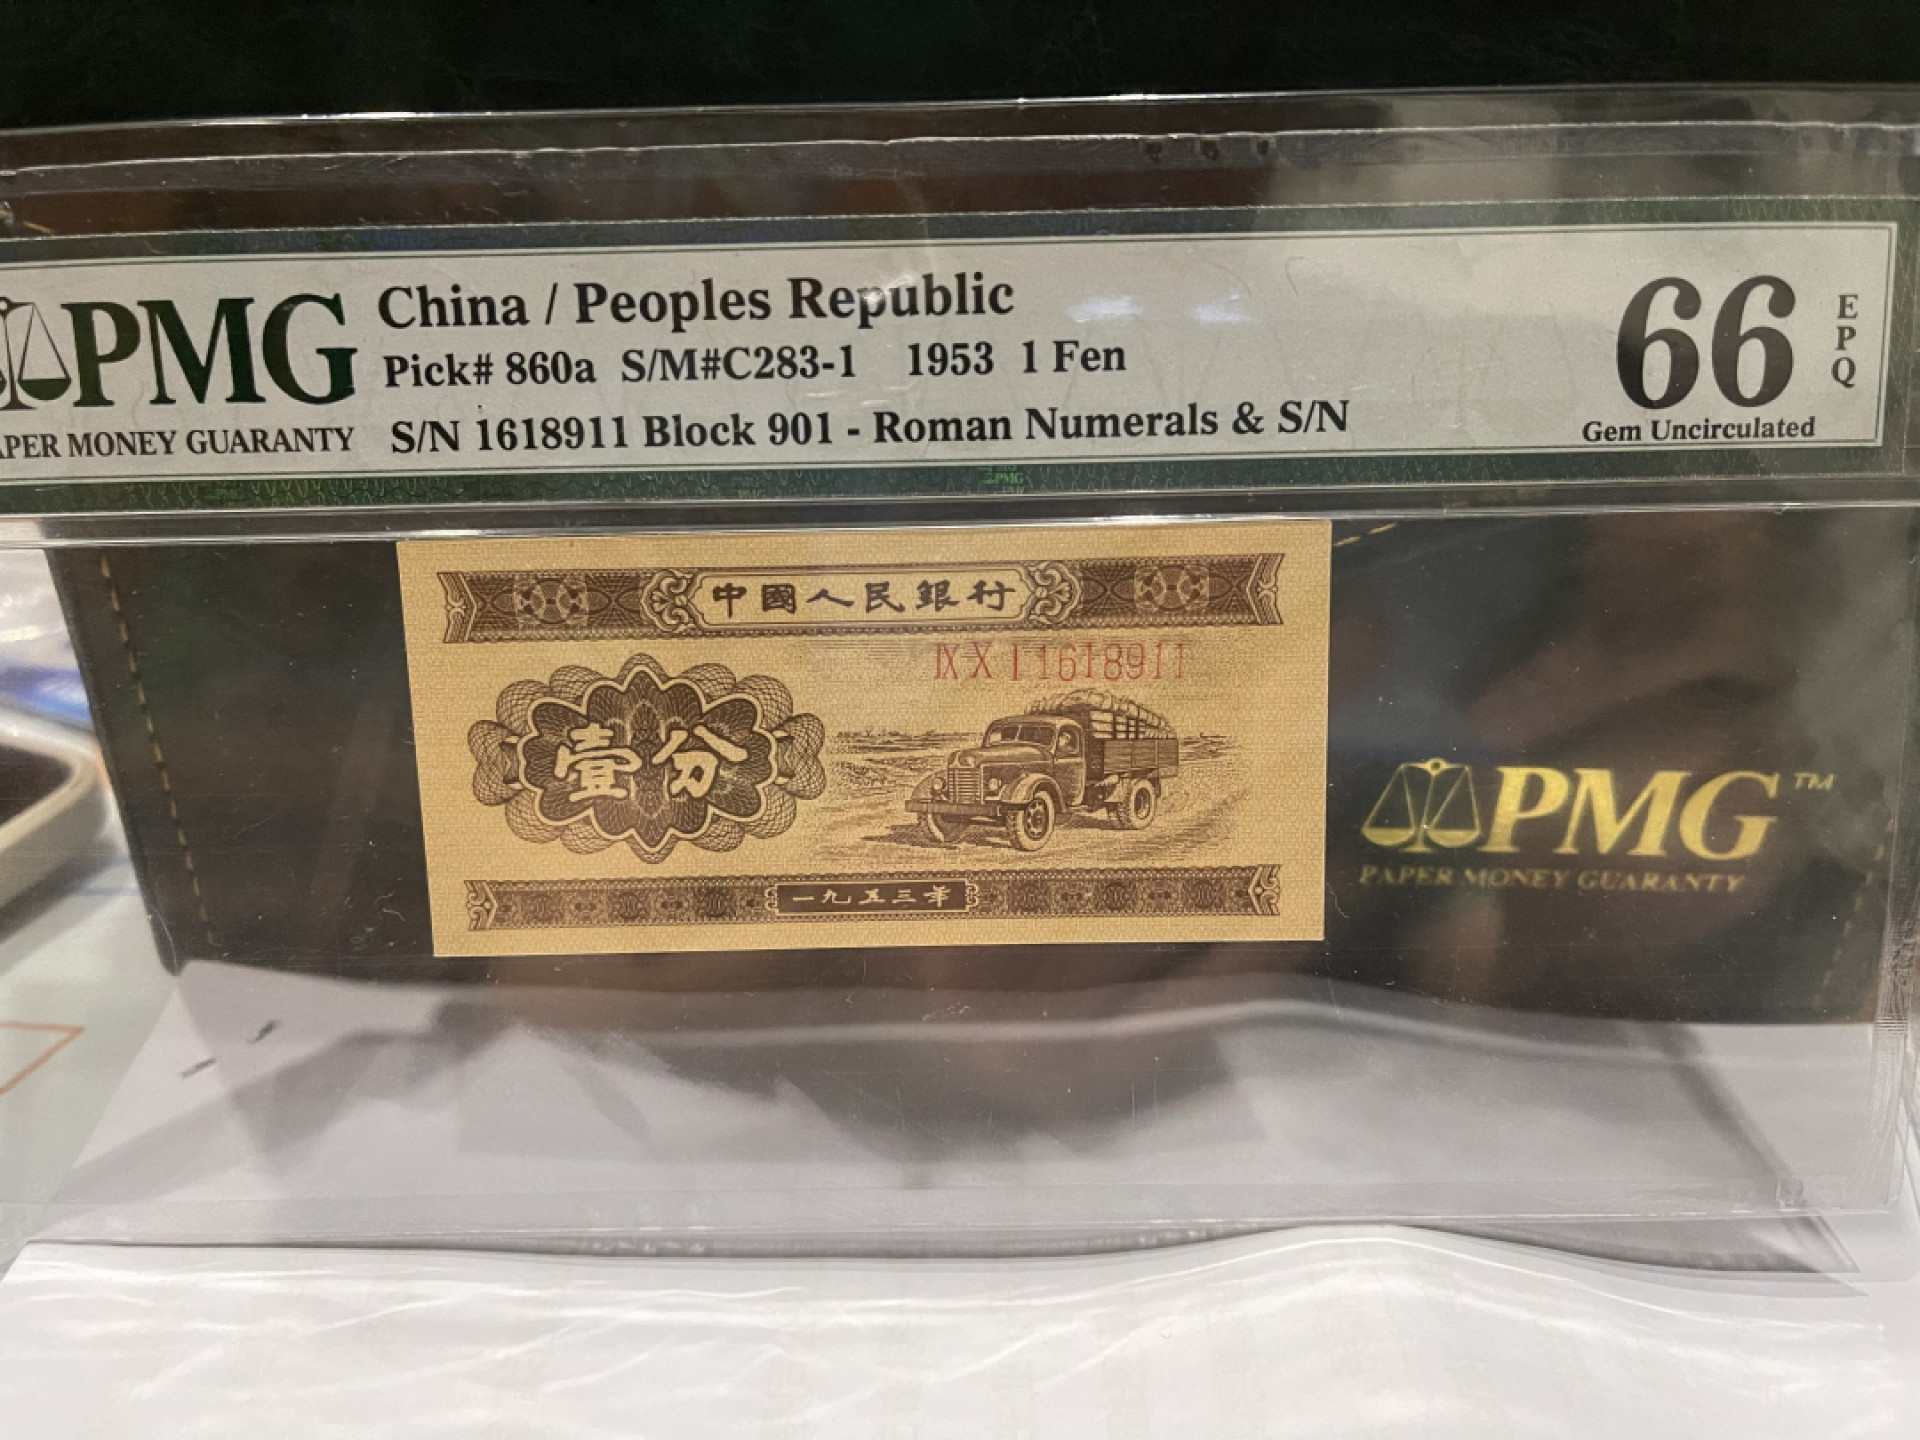 PMG
PAPER MONEY GUARANTY
China / Peoples Republic
Pick# 860a S/M#C283-1 1953 1 Fen
S/N 1618911 Block 901 - Roman Numerals & S/N
66
EPQ
Gem Uncirculated
中國人民銀行
IX X I 1618911
壹分
一九五三年
PMG™
PAPER MONEY GUARANTY